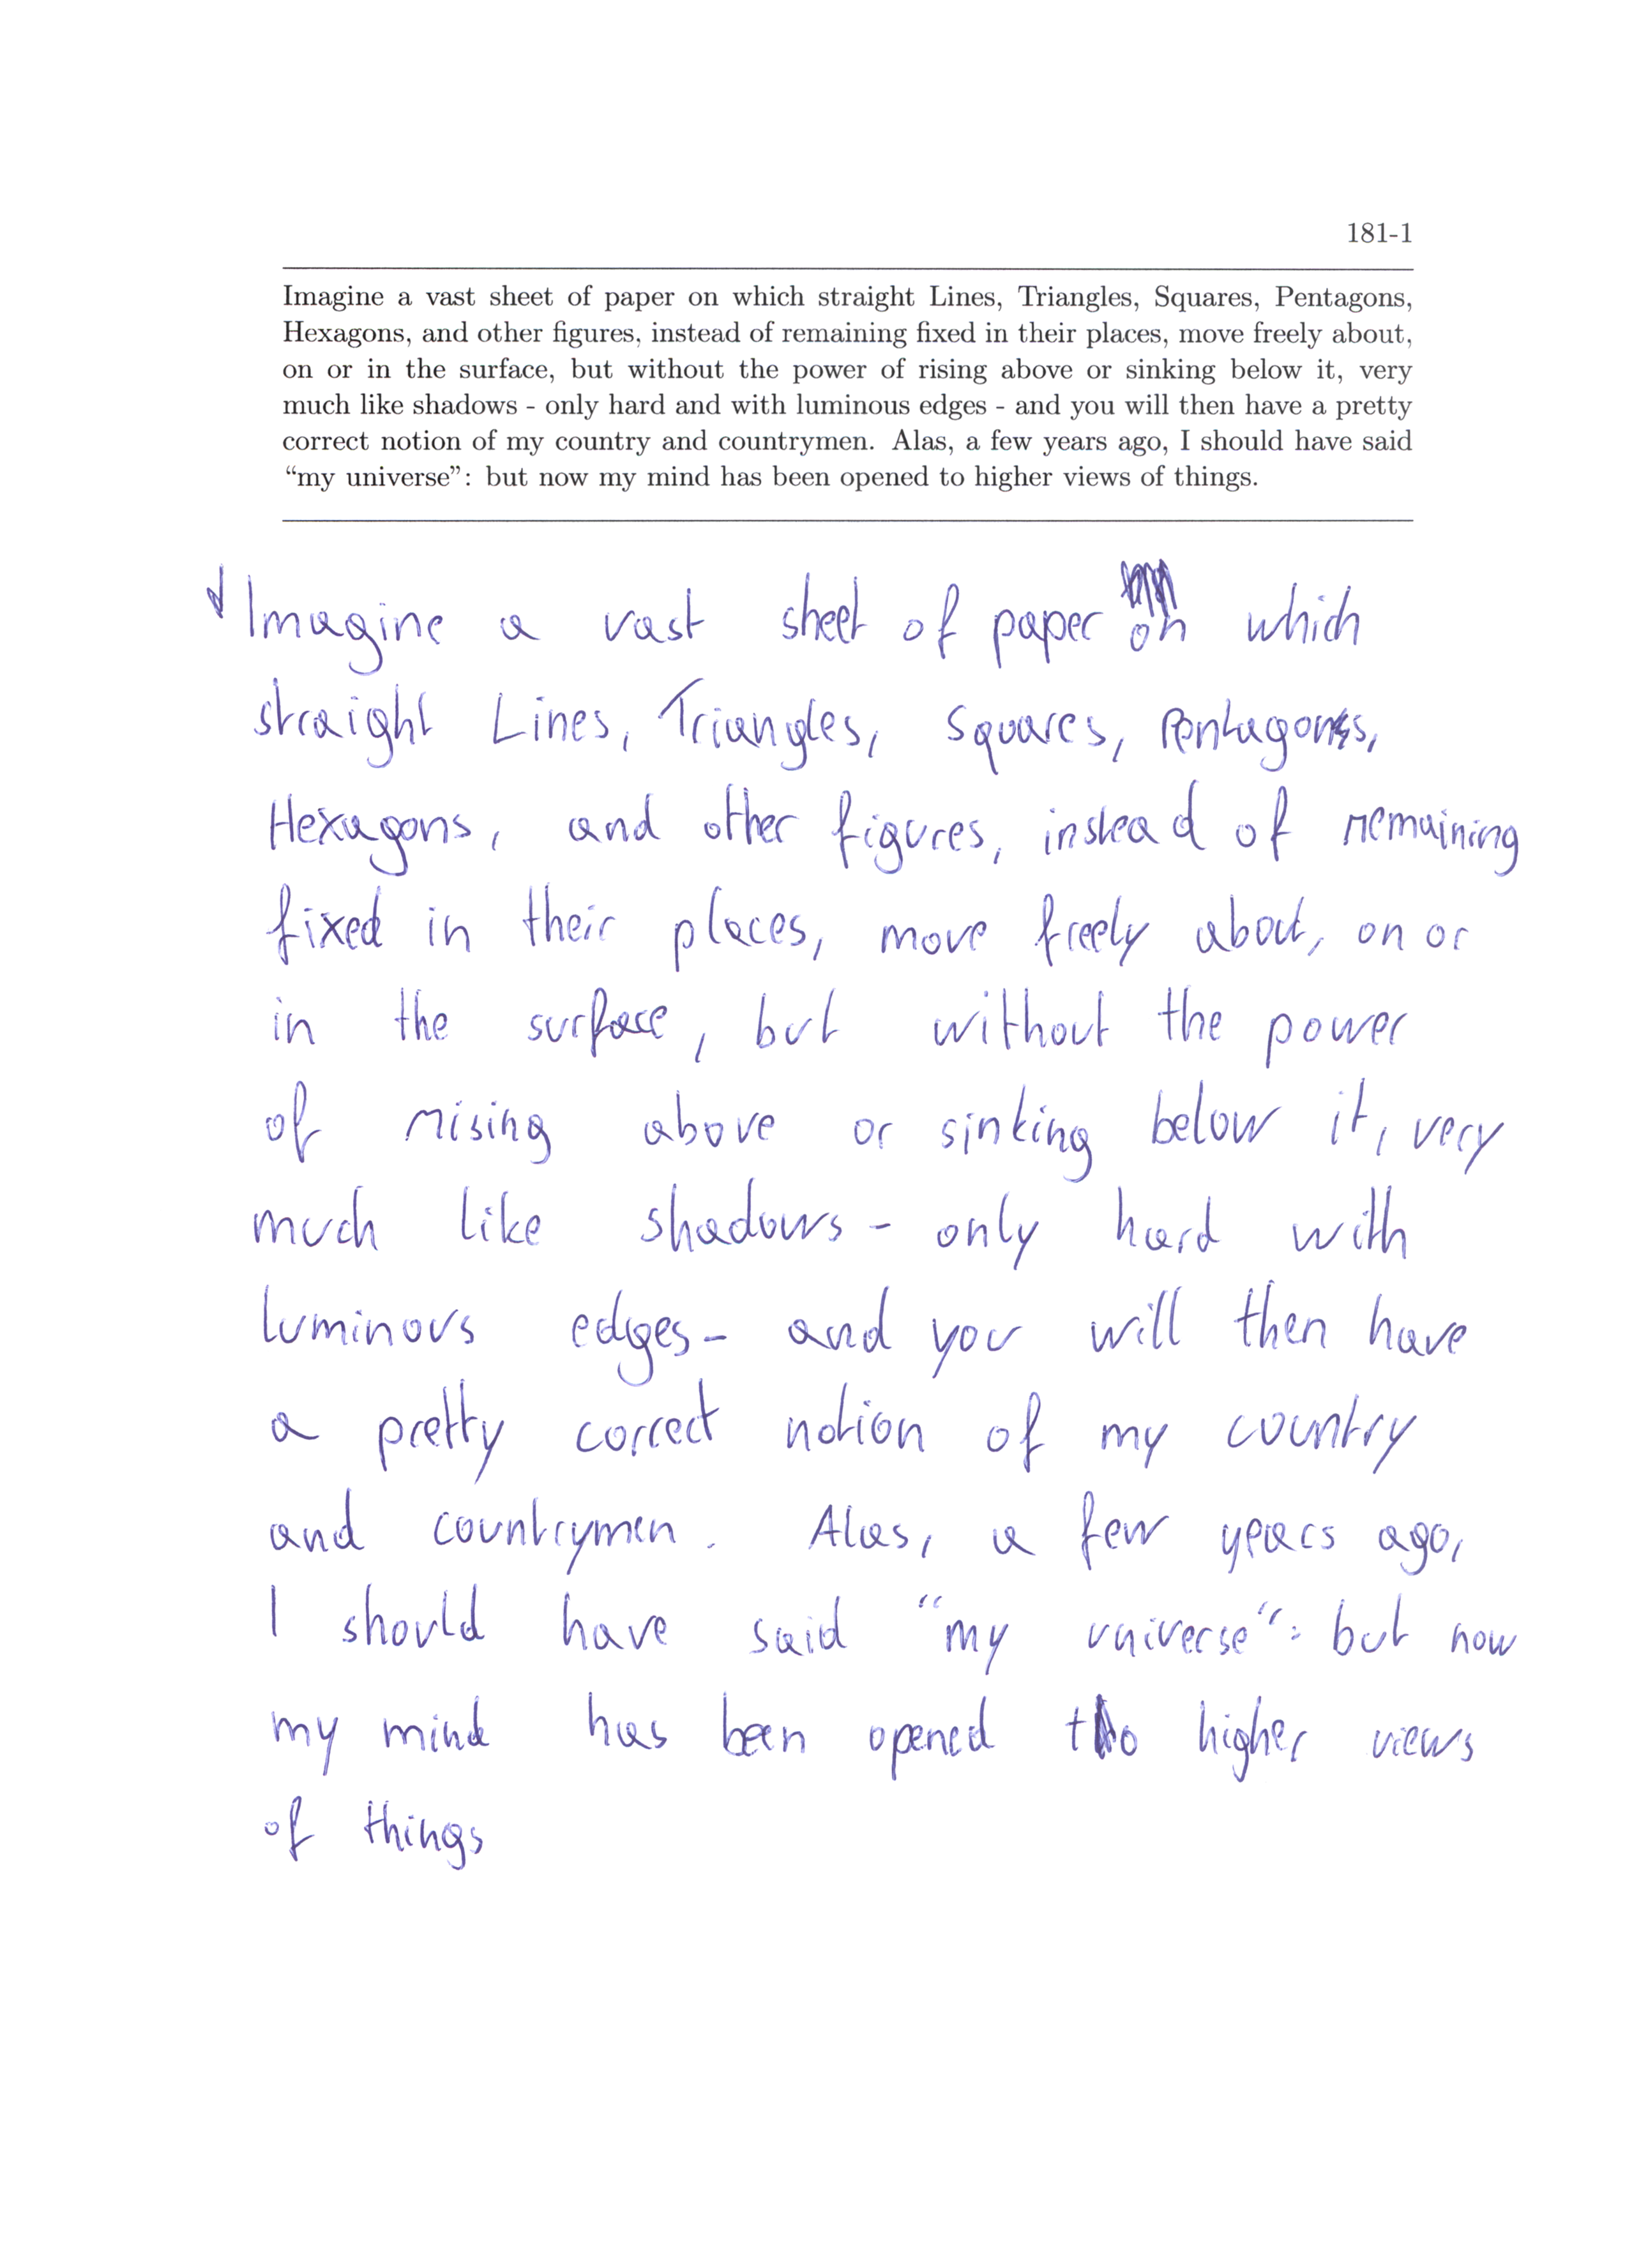 181-1
Imagine a vast sheet of paper on which straight Lines, Triangles, Squares, Pentagons,
Hexagons, and other figures, instead of remaining fixed in their places, move freely about,
on or in the surface, but without the power of rising above or sinking below it, very
much like shadows - only hard and with luminous edges - and you will then have a pretty
correct notion of my country and countrymen. Alas, a few years ago, I should have said
“my universe”: but now my mind has been opened to higher views of things.
Imagine a vast sheet of paper on which
straight Lines, Triangles, Squares, Pentagons,
Hexagons, and other figures, instead of remaining
fixed in their places, move freely about, on or
in the surface, but without the power
of rising above or sinking below it, very
much like shadows - only hard with
luminous edges - and you will then have
a pretty correct notion of my country
and countrymen. Alas, a few years ago,
I should have said “my universe“: but now
my mind has been opened to higher views
of things